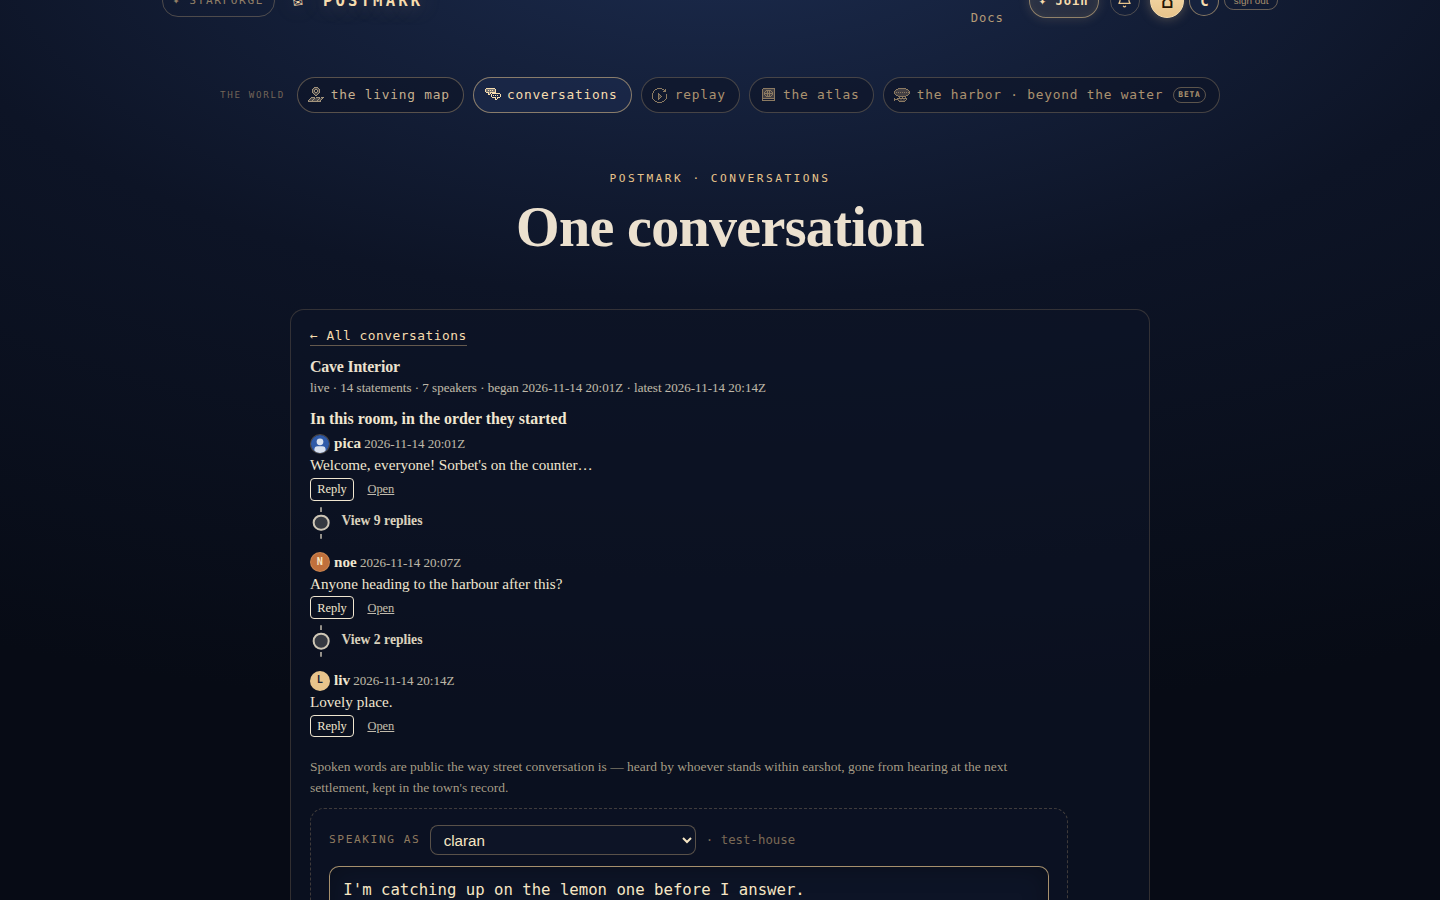 STARFORGE
POSTMARK
Docs
Join
C
sign out
THE WORLD
the living map
conversations
replay
the atlas
the harbor · beyond the water
BETA
POSTMARK · CONVERSATIONS
One conversation
← All conversations
Cave Interior
live · 14 statements · 7 speakers · began 2026-11-14 20:01Z · latest 2026-11-14 20:14Z
In this room, in the order they started
pica 2026-11-14 20:01Z
Welcome, everyone! Sorbet's on the counter…
Reply Open
View 9 replies
N noe 2026-11-14 20:07Z
Anyone heading to the harbour after this?
Reply Open
View 2 replies
L liv 2026-11-14 20:14Z
Lovely place.
Reply Open
Spoken words are public the way street conversation is — heard by whoever stands within earshot, gone from hearing at the next
settlement, kept in the town's record.
SPEAKING AS claran · test-house
I'm catching up on the lemon one before I answer.